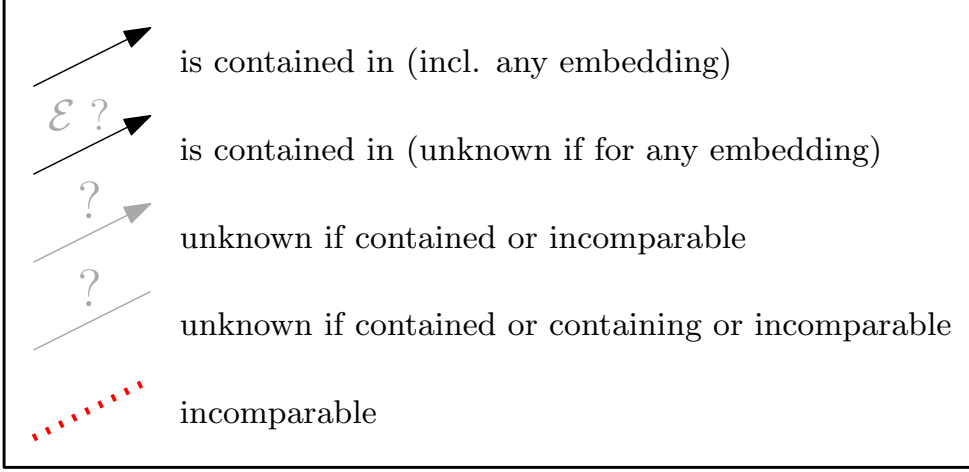 is contained in (incl. any embedding)
ℰ ?
is contained in (unknown if for any embedding)
?
unknown if contained or incomparable
?
unknown if contained or containing or incomparable
incomparable